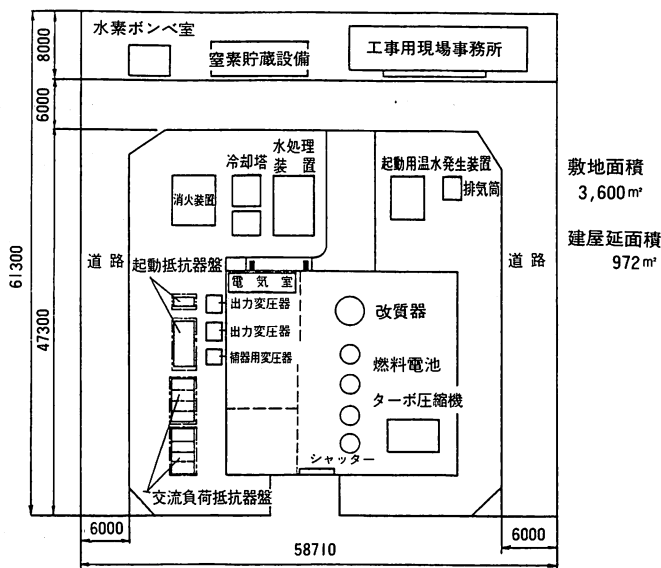 水素ボンベ室
窒素貯蔵設備
工事用現場事務所
8000
6000
冷却塔
水処理
装置
起動用温水発生装置
消火装置
排気筒
敷地面積
3,600㎡
道路
起動抵抗器盤
道路
建屋延面積
972㎡
61300
47300
電気室
出力変圧器
改質器
出力変圧器
補器用変圧器
燃料電池
ターボ圧縮機
シャッター
交流負荷抵抗器盤
6000
6000
58710